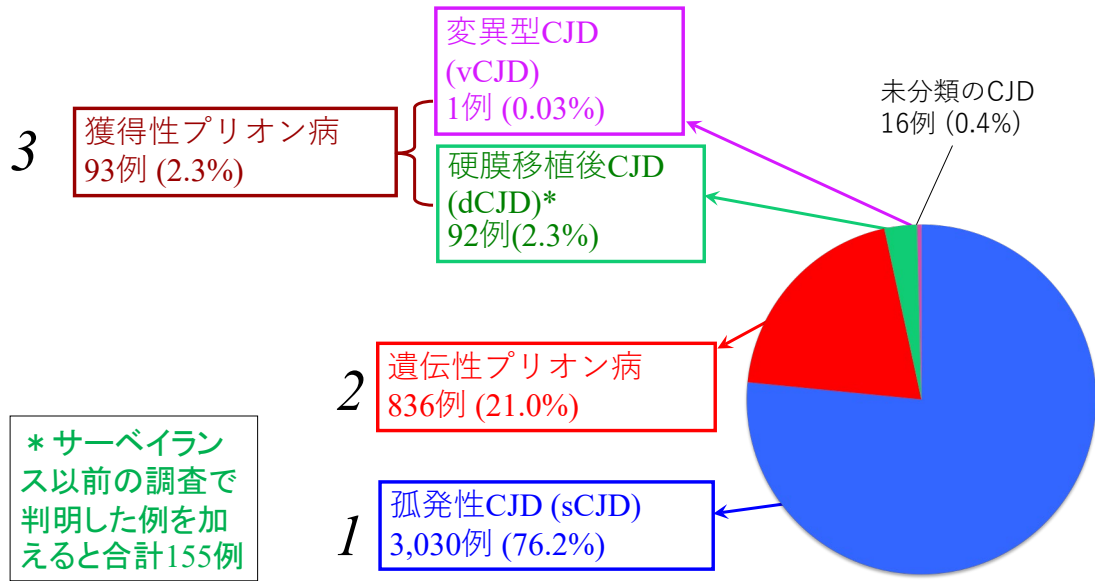 変異型CJD
(vCJD)
1例 (0.03%)
未分類のCJD
16例 (0.4%)
3
獲得性プリオン病
93例 (2.3%)
硬膜移植後CJD
(dCJD)*
92例(2.3%)
2
遺伝性プリオン病
836例 (21.0%)
＊サーベイラン
ス以前の調査で
判明した例を加
えると合計155例
1
孤発性CJD (sCJD)
3,030例 (76.2%)